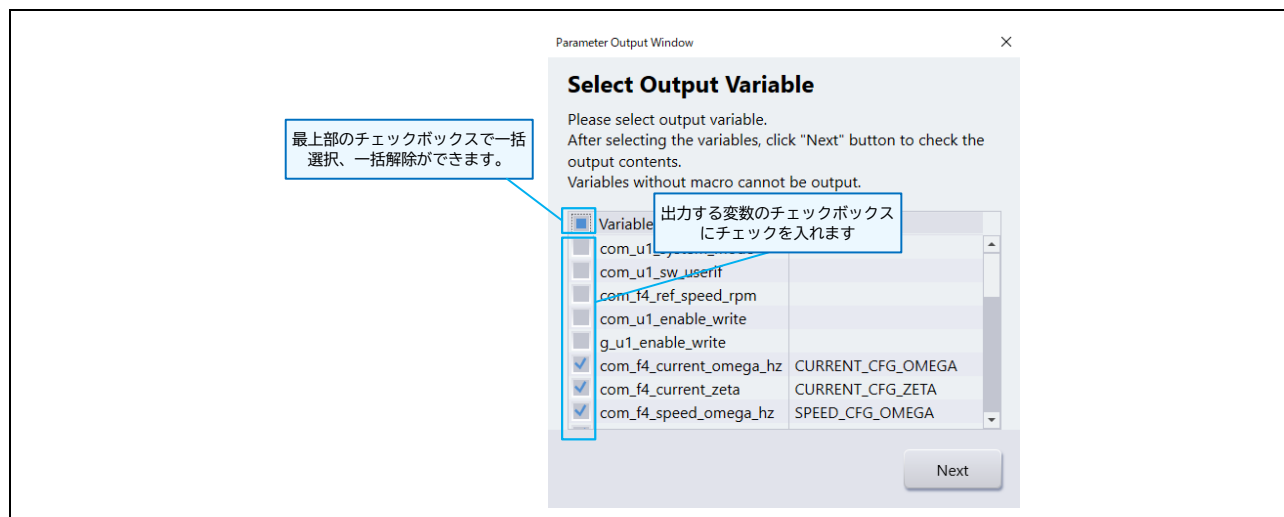 Parameter Output Window
Select Output Variable
Please select output variable.
After selecting the variables, click "Next" button to check the
output contents.
Variables without macro cannot be output.
最上部のチェックボックスで一括
選択、一括解除ができます。
出力する変数のチェックボックス
にチェックを入れます
Variable
com_u1_system_mode
com_u1_sw_userif
com_f4_ref_speed_rpm
com_u1_enable_write
g_u1_enable_write
com_f4_current_omega_hz CURRENT_CFG_OMEGA
com_f4_current_zeta CURRENT_CFG_ZETA
com_f4_speed_omega_hz SPEED_CFG_OMEGA
Next